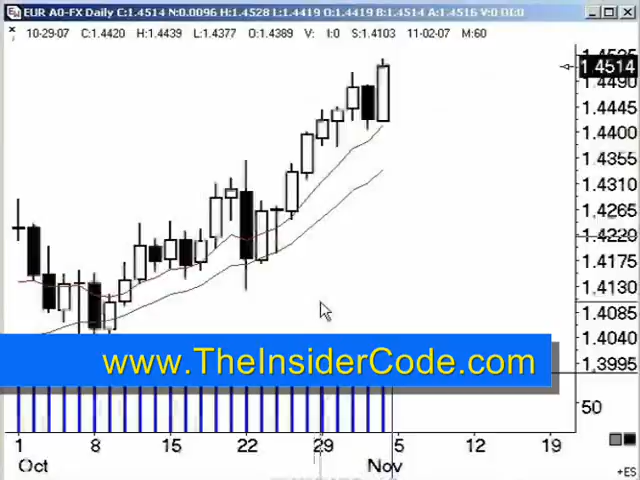 EUR A0-FX Daily C:1.4514 N:0.0096 H:1.4528 L:1.4419 O:1.4419 B:1.4514 A:1.4516 V:0 OI:0
10-29-07 C:1.4420 H:1.4439 L:1.4377 O:1.4389 V: I:0 S:1.4103 11-02-07 M:60
1.4514
1.4490
1.4445
1.4400
1.4355
1.4310
1.4265
1.4220
1.4175
1.4130
1.4085
1.4040
1.3995
www.TheInsiderCode.com
50
1 8 15 22 29 5 12 19
Oct Nov
+ES